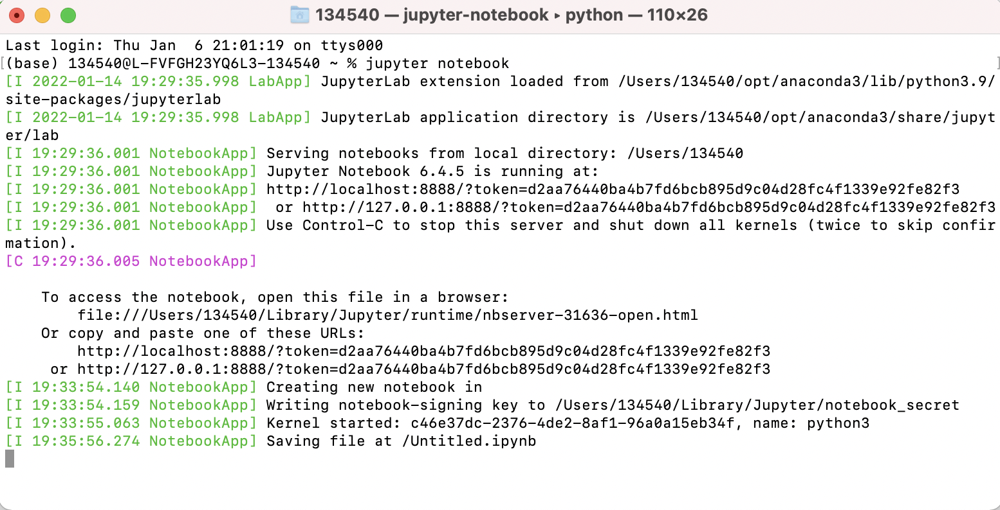 134540 — jupyter-notebook ▸ python — 110×26
Last login: Thu Jan  6 21:01:19 on ttys000
[(base) 134540@L-FVFGH23YQ6L3-134540 ~ % jupyter notebook ]
[I 2022-01-14 19:29:35.998 LabApp] JupyterLab extension loaded from /Users/134540/opt/anaconda3/lib/python3.9/
site-packages/jupyterlab
[I 2022-01-14 19:29:35.998 LabApp] JupyterLab application directory is /Users/134540/opt/anaconda3/share/jupyt
er/lab
[I 19:29:36.001 NotebookApp] Serving notebooks from local directory: /Users/134540
[I 19:29:36.001 NotebookApp] Jupyter Notebook 6.4.5 is running at:
[I 19:29:36.001 NotebookApp] http://localhost:8888/?token=d2aa76440ba4b7fd6bcb895d9c04d28fc4f1339e92fe82f3
[I 19:29:36.001 NotebookApp]  or http://127.0.0.1:8888/?token=d2aa76440ba4b7fd6bcb895d9c04d28fc4f1339e92fe82f3
[I 19:29:36.001 NotebookApp] Use Control-C to stop this server and shut down all kernels (twice to skip confir
mation).
[C 19:29:36.005 NotebookApp]
    To access the notebook, open this file in a browser:
        file:///Users/134540/Library/Jupyter/runtime/nbserver-31636-open.html
    Or copy and paste one of these URLs:
        http://localhost:8888/?token=d2aa76440ba4b7fd6bcb895d9c04d28fc4f1339e92fe82f3
     or http://127.0.0.1:8888/?token=d2aa76440ba4b7fd6bcb895d9c04d28fc4f1339e92fe82f3
[I 19:33:54.140 NotebookApp] Creating new notebook in
[I 19:33:54.159 NotebookApp] Writing notebook-signing key to /Users/134540/Library/Jupyter/notebook_secret
[I 19:33:55.063 NotebookApp] Kernel started: c46e37dc-2376-4de2-8af1-96a0a15eb34f, name: python3
[I 19:35:56.274 NotebookApp] Saving file at /Untitled.ipynb